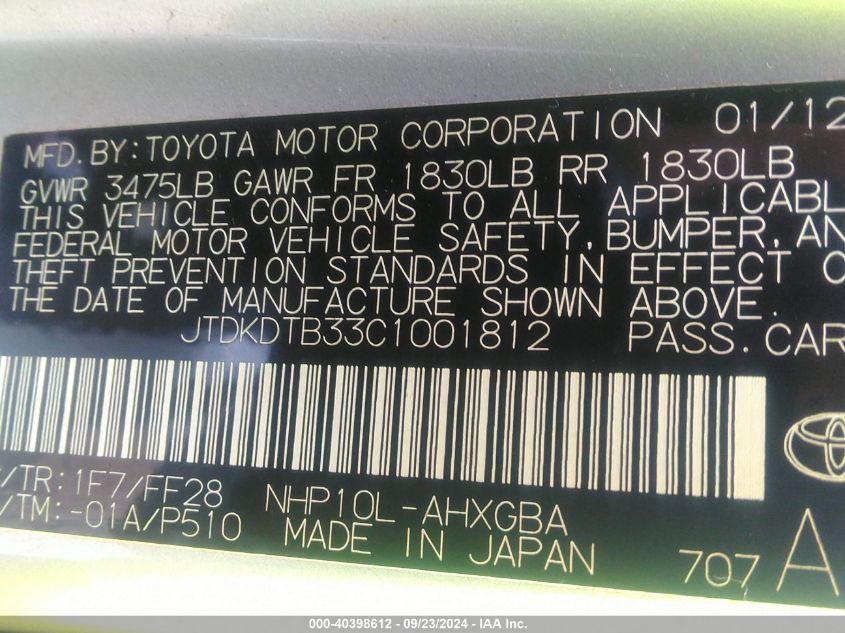 MFD. BY: TOYOTA MOTOR CORPORATION 01/12
GVWR 3475LB GAWR FR 1830LB RR 1830LB
THIS VEHICLE CONFORMS TO ALL APPLICABL
FEDERAL MOTOR VEHICLE SAFETY, BUMPER, AN
THEFT PREVENTION STANDARDS IN EFFECT O
THE DATE OF MANUFACTURE SHOWN ABOVE.
JTDKDTB33C1001812 PASS. CAR
/TR: 1F7/FF28 NHP10L-AHXGBA
/TM: -01A/P510 MADE IN JAPAN 707 A
000-40398612 - 09/23/2024 - IAA, Inc.